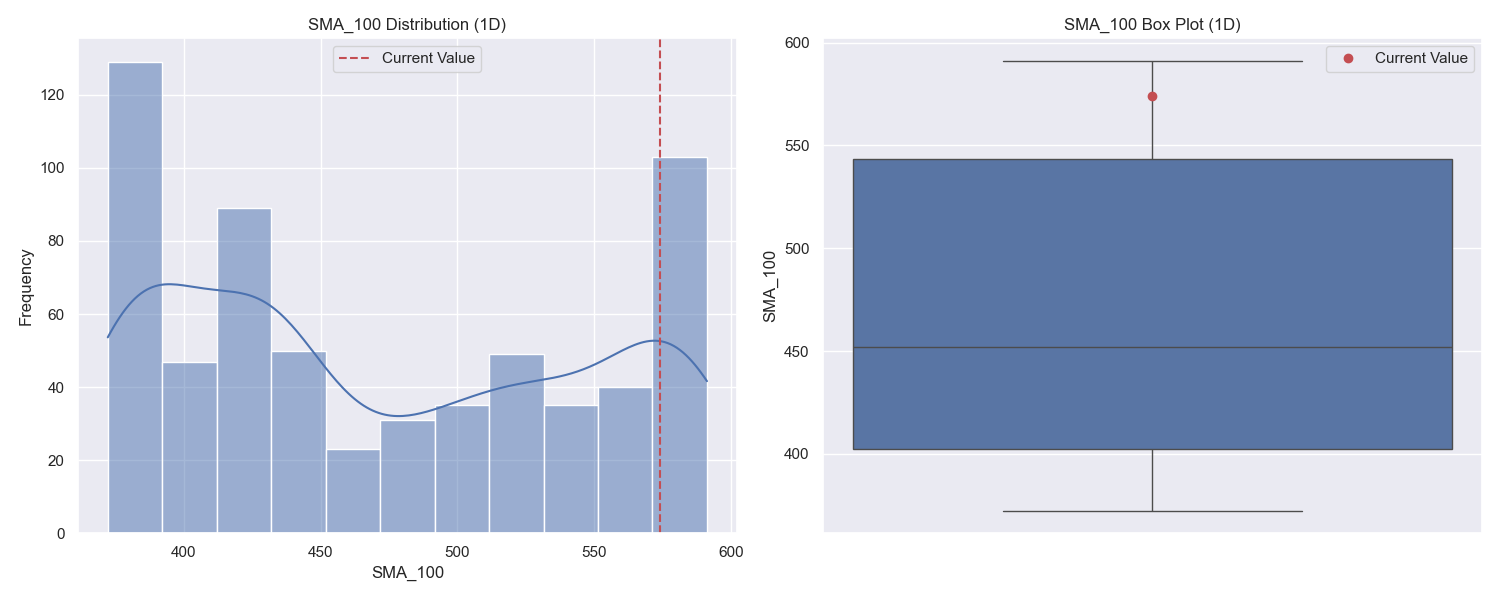 SMA_100 Distribution (1D)
Current Value
Frequency
120
100
80
60
40
20
0
400
450
500
550
600
SMA_100
SMA_100 Box Plot (1D)
Current Value
SMA_100
600
550
500
450
400